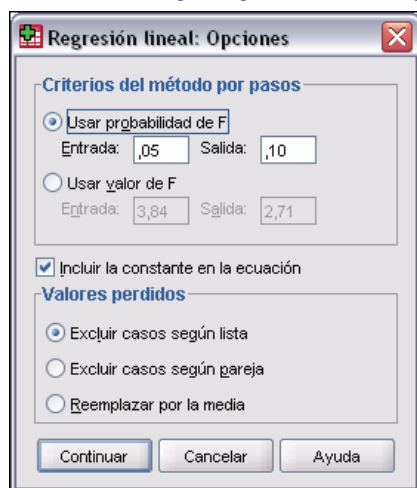 Regresión lineal: Opciones
Criterios del método por pasos
Usar probabilidad de F
Entrada: ,05 Salida: ,10
Usar valor de F
Entrada: 3,84 Salida: 2,71
Incluir la constante en la ecuación
Valores perdidos
Excluir casos según lista
Excluir casos según pareja
Reemplazar por la media
Continuar Cancelar Ayuda